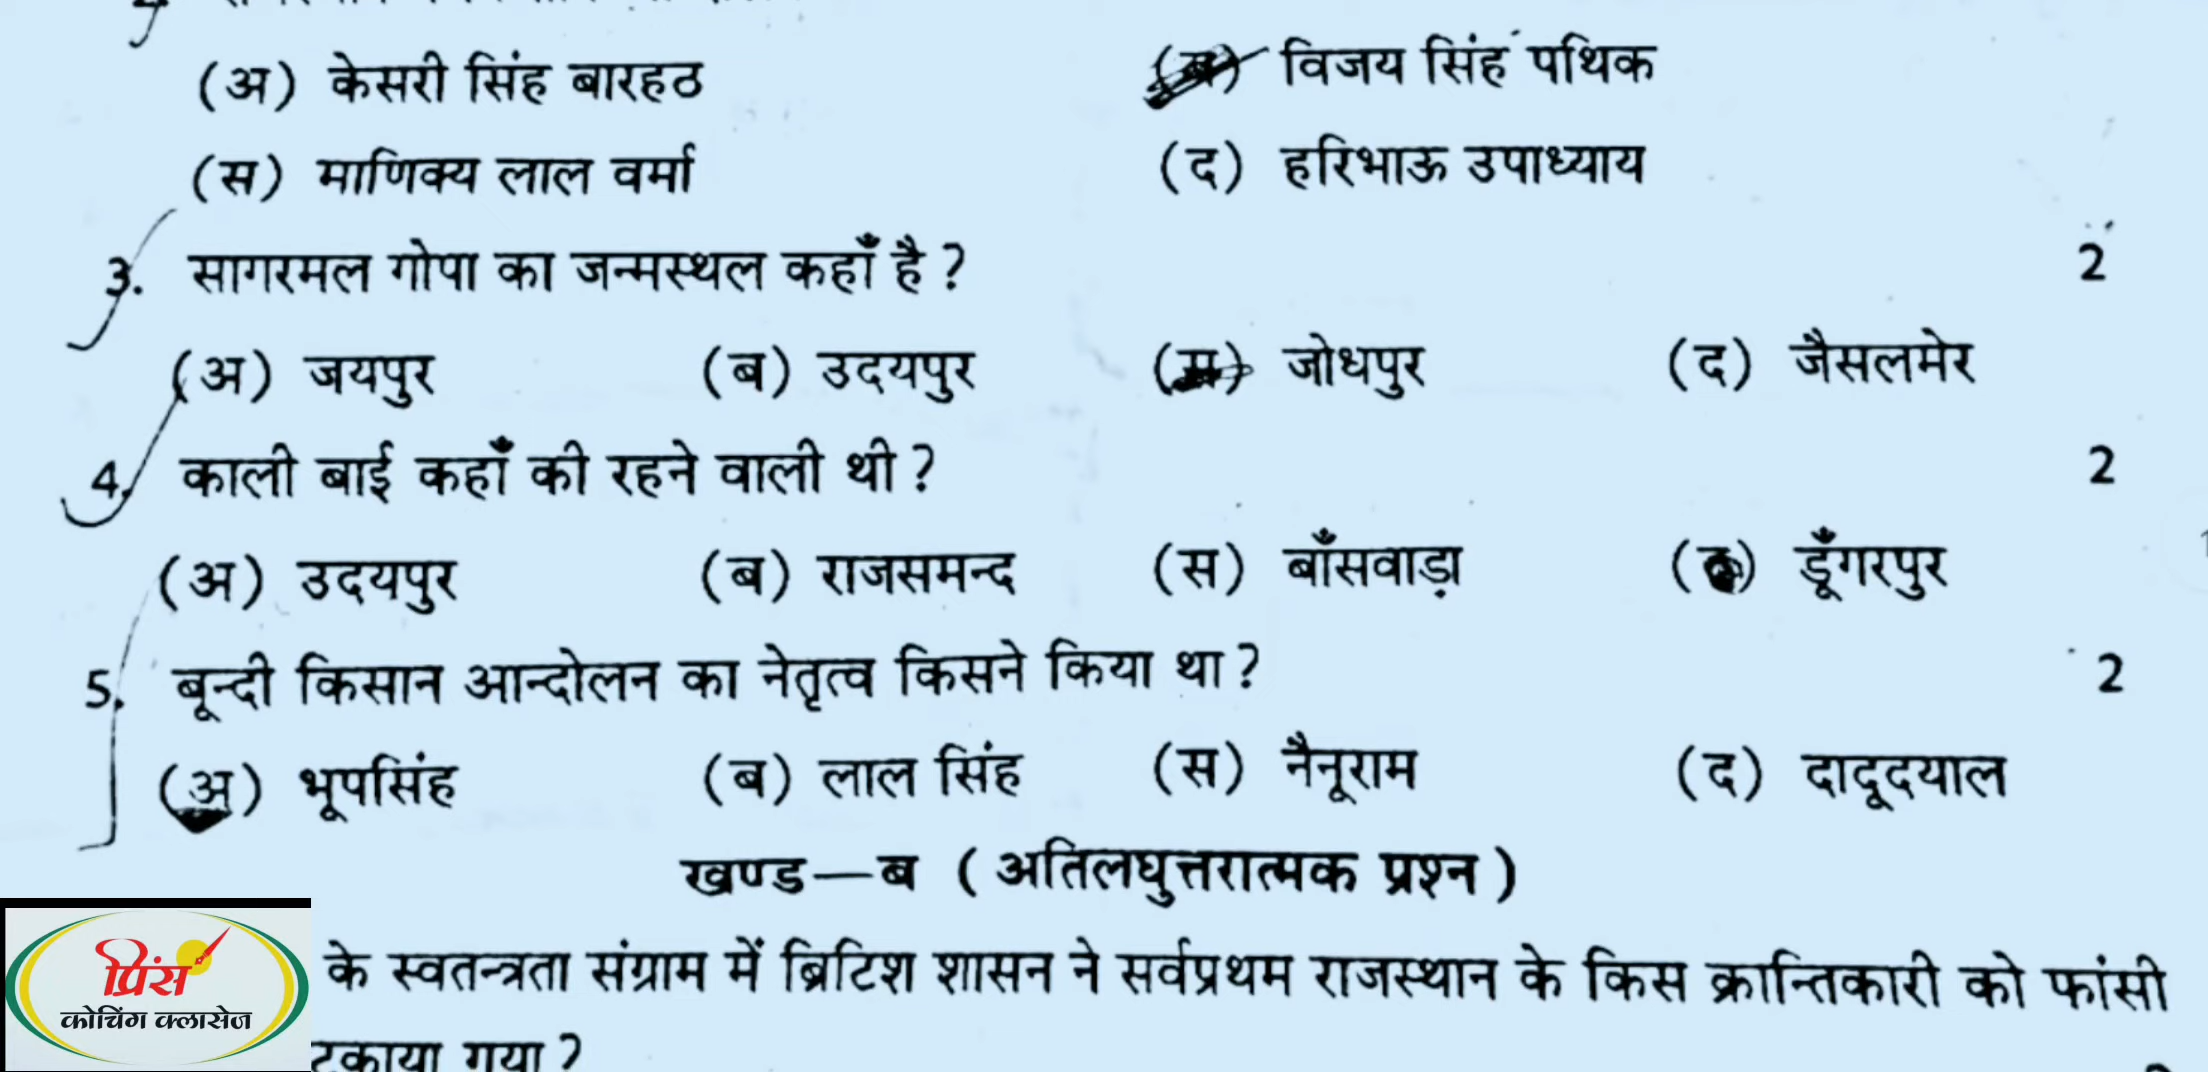 (अ) केसरी सिंह बारहठ (ब) विजय सिंह पथिक
(स) माणिक्य लाल वर्मा (द) हरिभाऊ उपाध्याय
3. सागरमल गोपा का जन्मस्थल कहाँ है ? 2
(अ) जयपुर (ब) उदयपुर (स) जोधपुर (द) जैसलमेर
4. काली बाई कहाँ की रहने वाली थी ? 2
(अ) उदयपुर (ब) राजसमन्द (स) बाँसवाड़ा (द) डूँगरपुर
5. बून्दी किसान आन्दोलन का नेतृत्व किसने किया था ? 2
(अ) भूपसिंह (ब) लाल सिंह (स) नैनूराम (द) दादूदयाल
खण्ड—ब ( अतिलघुत्तरात्मक प्रश्न )
के स्वतन्त्रता संग्राम में ब्रिटिश शासन ने सर्वप्रथम राजस्थान के किस क्रान्तिकारी को फांसी
टकाया गया ?
प्रिंस
कोचिंग क्लासेज